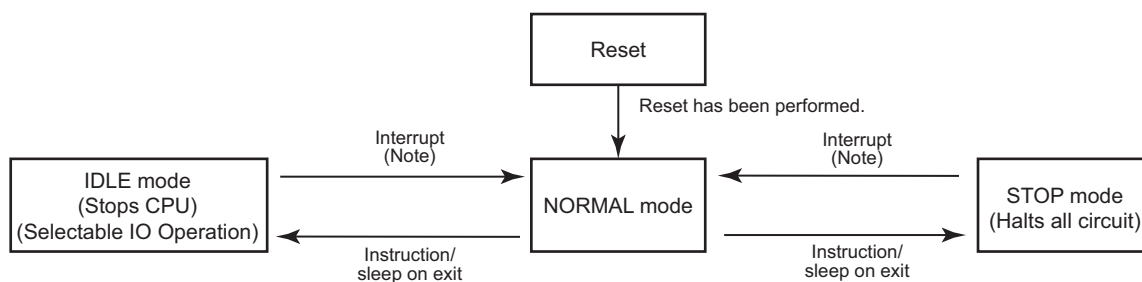 Reset
Reset has been performed.
Interrupt
(Note)
Interrupt
(Note)
IDLE mode
(Stops CPU)
(Selectable IO Operation)
NORMAL mode
STOP mode
(Halts all circuit)
Instruction/
sleep on exit
Instruction/
sleep on exit